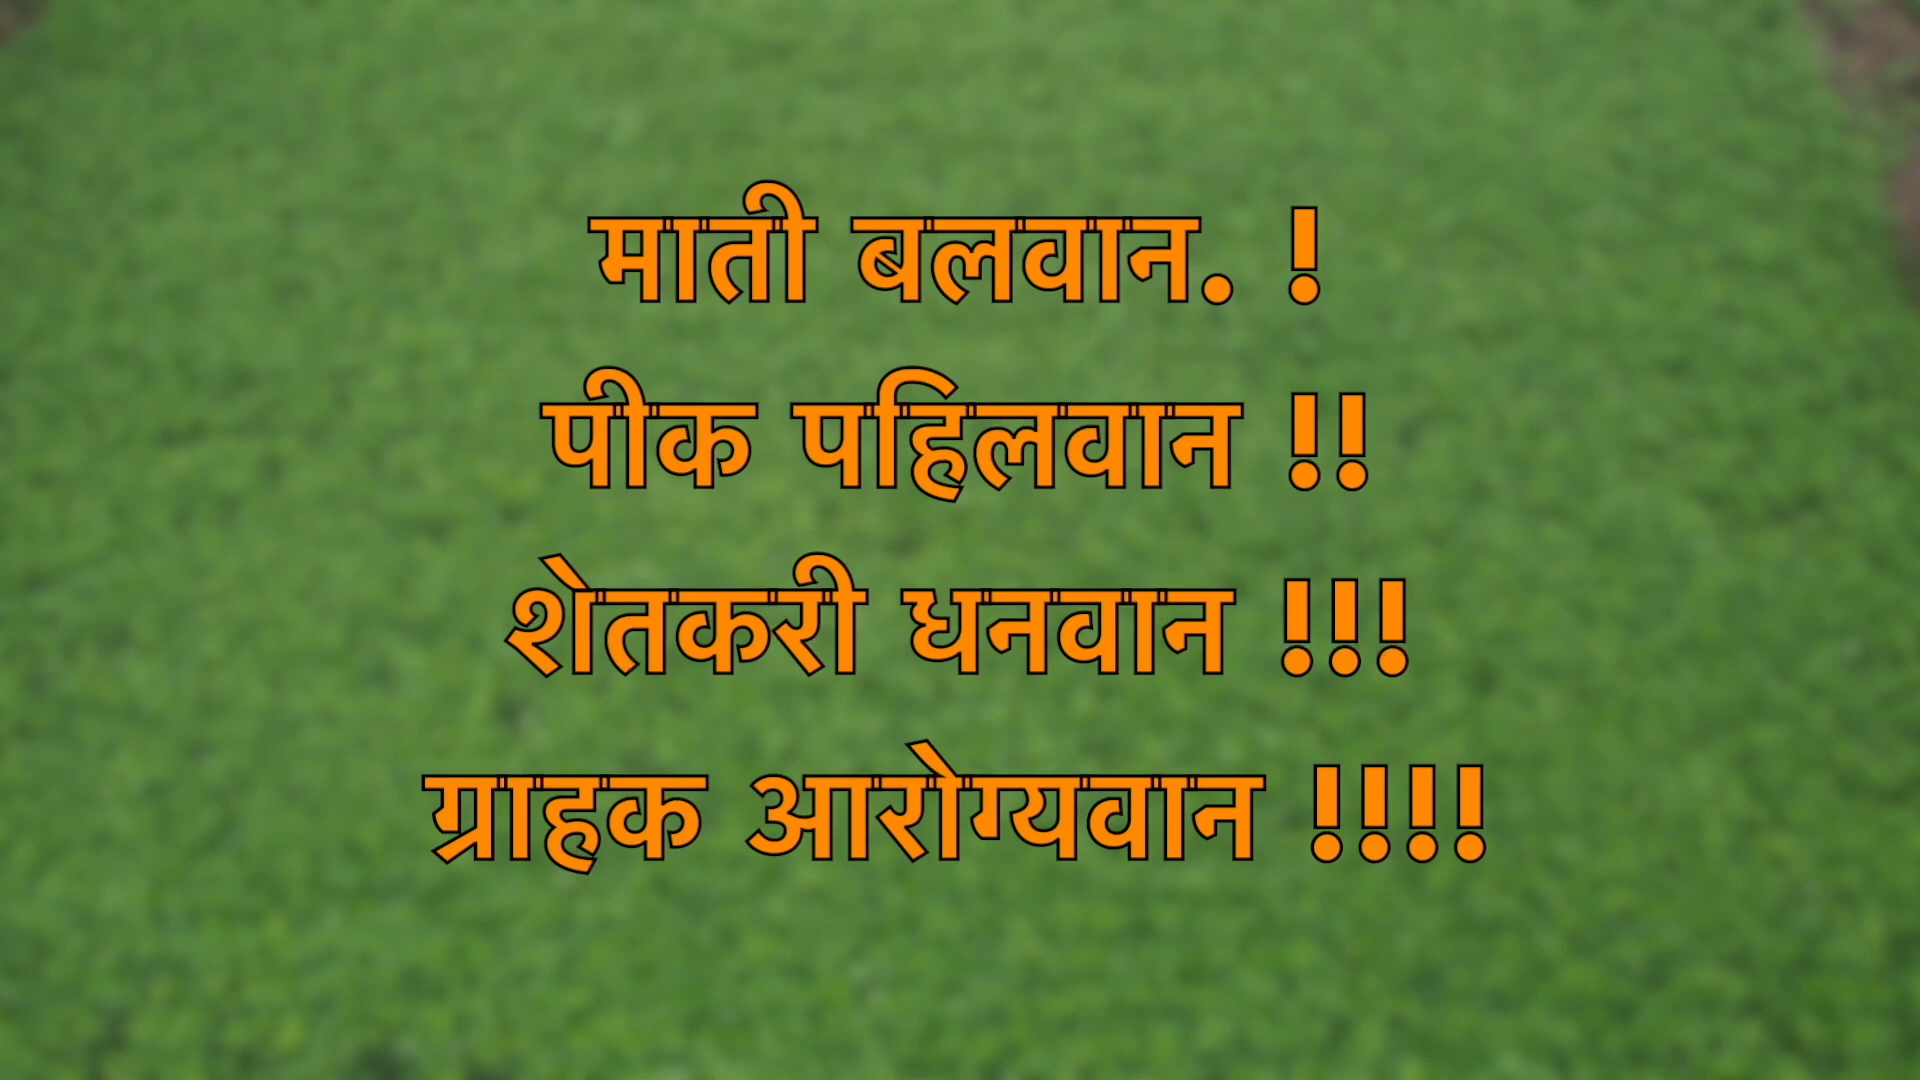 माती बलवान. !
पीक पहिलवान !!
शेतकरी धनवान !!!
ग्राहक आरोग्यवान !!!!